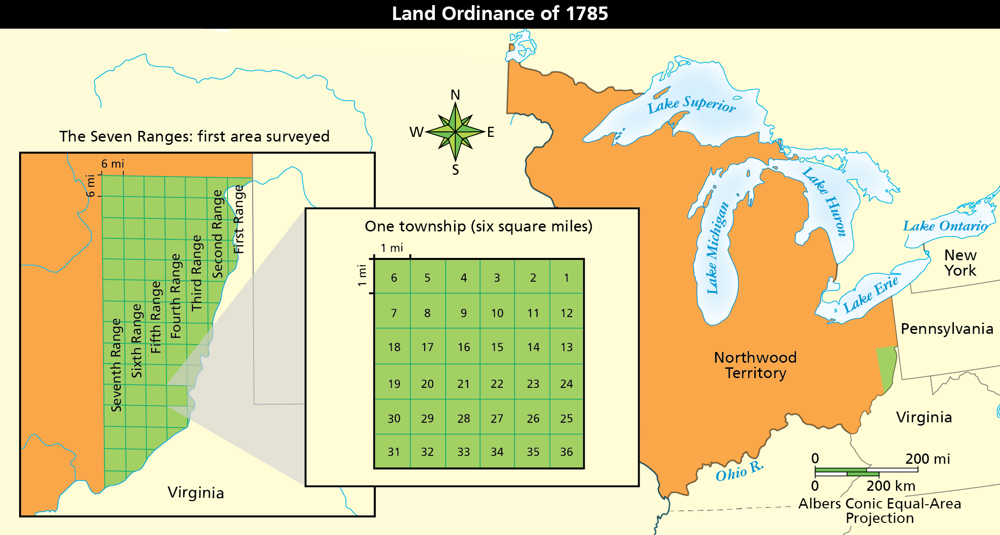 Land Ordinance of 1785
The Seven Ranges: first area surveyed
6 mi
6 mi
Seventh Range
Sixth Range
Fifth Range
Fourth Range
Third Range
Second Range
First Range
Virginia
N
W
E
S
One township (six square miles)
1 mi
1 mi
6 5 4 3 2 1
7 8 9 10 11 12
18 17 16 15 14 13
19 20 21 22 23 24
30 29 28 27 26 25
31 32 33 34 35 36
Lake Superior
Lake Michigan
Lake Huron
Lake Ontario
Lake Erie
New
York
Pennsylvania
Northwood
Territory
Virginia
Ohio R.
0 200 mi
0 200 km
Albers Conic Equal-Area
Projection